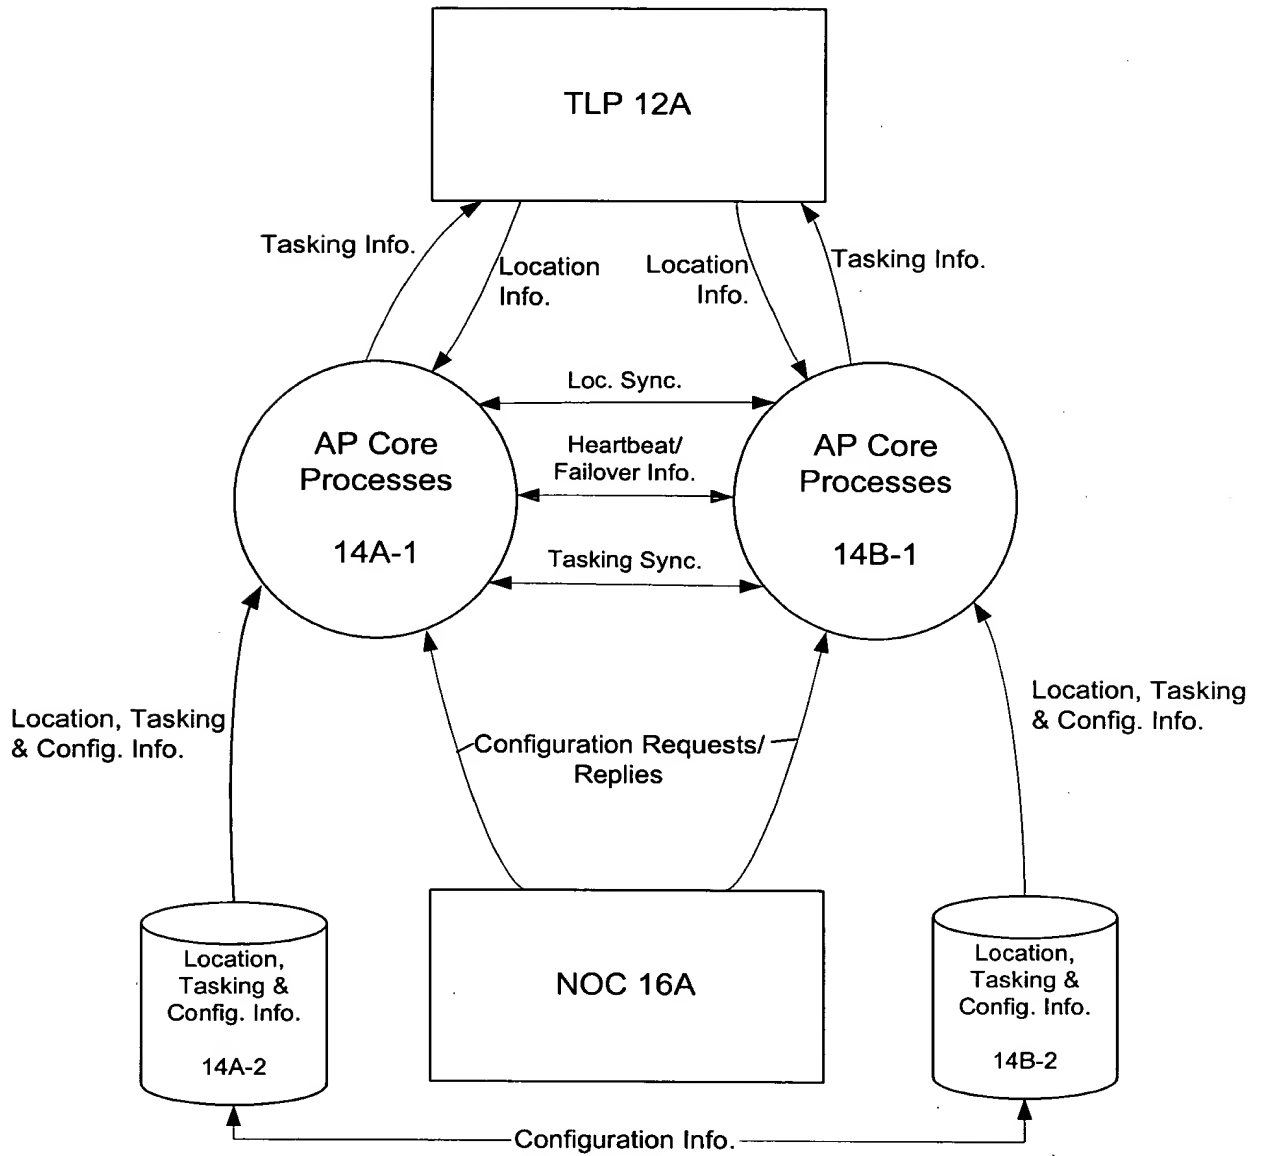 TLP 12A
Tasking Info.
Location
Info.
Location
Info.
Tasking Info.
Loc. Sync.
AP Core
Processes
14A-1
Heartbeat/
Failover Info.
AP Core
Processes
14B-1
Tasking Sync.
Location, Tasking
& Config. Info.
Configuration Requests/
Replies
Location, Tasking
& Config. Info.
Location,
Tasking &
Config. Info.
14A-2
NOC 16A
Location,
Tasking &
Config. Info.
14B-2
Configuration Info.